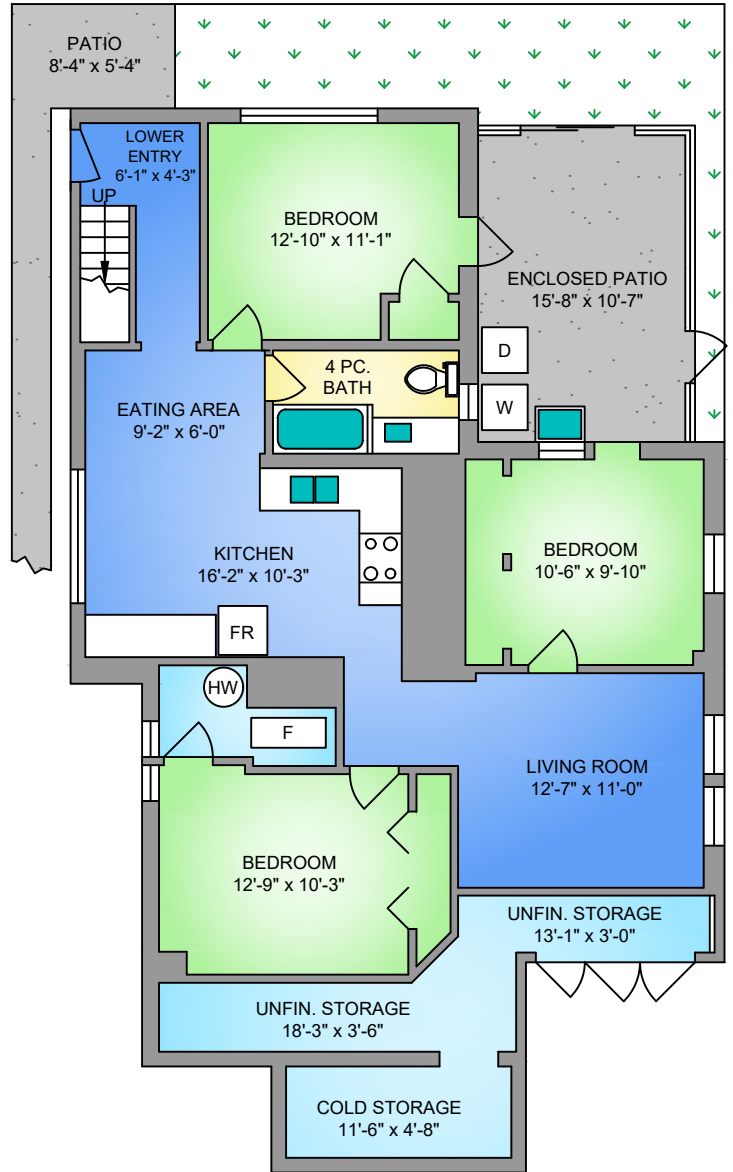 PATIO
8'-4" x 5'-4"
LOWER
ENTRY
6'-1" x 4'-3"
UP
BEDROOM
12'-10" x 11'-1"
ENCLOSED PATIO
15'-8" x 10'-7"
D
W
4 PC.
BATH
EATING AREA
9'-2" x 6'-0"
KITCHEN
16'-2" x 10'-3"
BEDROOM
10'-6" x 9'-10"
FR
HW
F
LIVING ROOM
12'-7" x 11'-0"
BEDROOM
12'-9" x 10'-3"
UNFIN. STORAGE
13'-1" x 3'-0"
UNFIN. STORAGE
18'-3" x 3'-6"
COLD STORAGE
11'-6" x 4'-8"